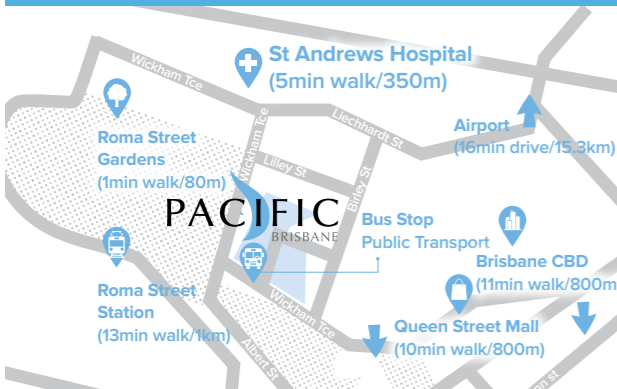 Wickham Tce
St Andrews Hospital
(5min walk/350m)
Liechhardt St
Airport
(16min drive/15.3km)
Roma Street
Gardens
(1min walk/80m)
Wickham Tce
Lilley St
Birley St
PACIFIC
BRISBANE
Bus Stop
Public Transport
Brisbane CBD
(11min walk/800m
Roma Street
Station
(13min walk/1km)
Wickham Tce
Queen Street Mall
(10min walk/800m)
Albert St